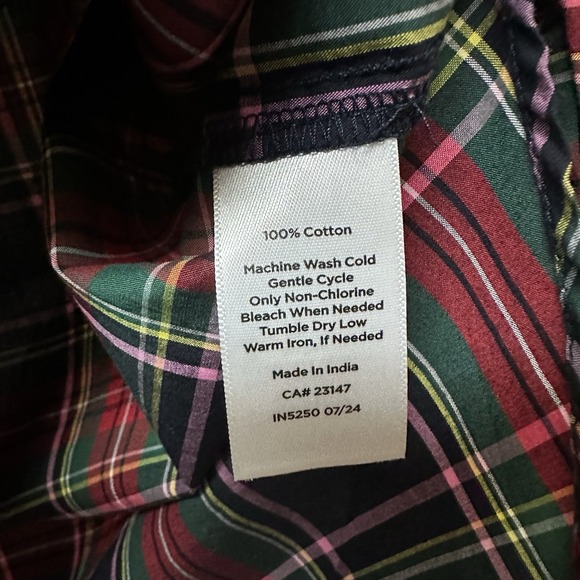 100% Cotton
Machine Wash Cold
Gentle Cycle
Only Non-Chlorine
Bleach When Needed
Tumble Dry Low
Warm Iron, If Needed
Made In India
CA# 23147
IN5250 07/24